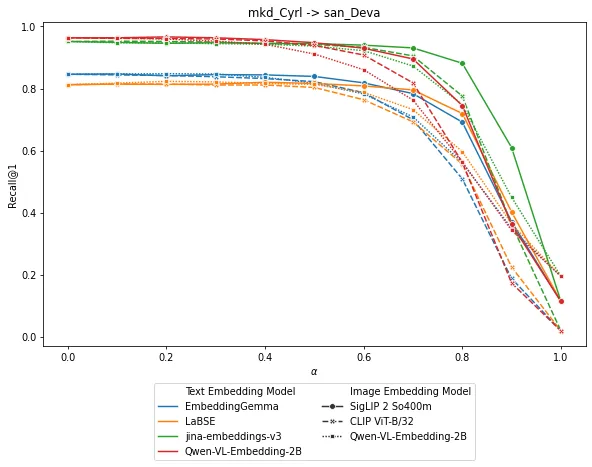 mkd_Cyrl -> san_Deva
1.0
0.8
0.6
0.4
0.2
0.0
Recall@1
0.0 0.2 0.4 0.6 0.8 1.0
α
Text Embedding Model Image Embedding Model
EmbeddingGemma SigLIP 2 So400m
LaBSE CLIP ViT-B/32
jina-embeddings-v3 Qwen-VL-Embedding-2B
Qwen-VL-Embedding-2B